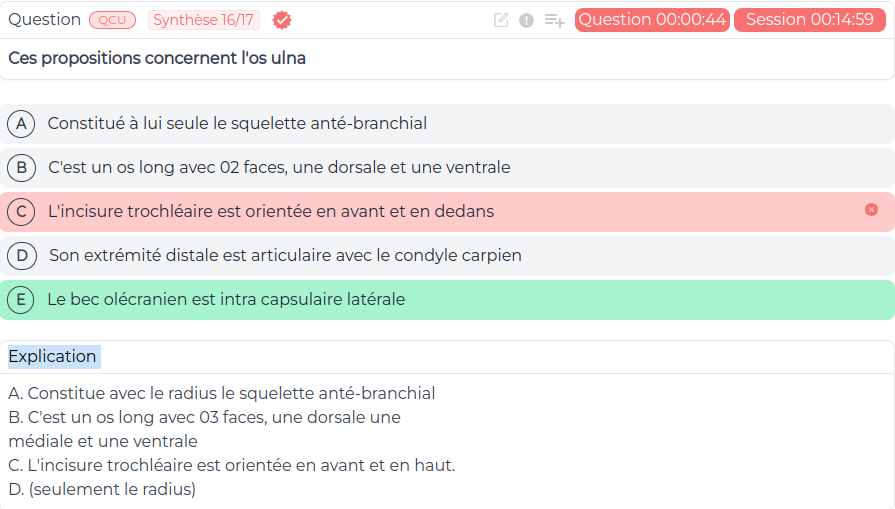 Question QCU Synthèse 16/17 Question 00:00:44 Session 00:14:59
Ces propositions concernent l'os ulna
A Constitué à lui seule le squelette anté-branchial
B C'est un os long avec 02 faces, une dorsale et une ventrale
C L'incisure trochléaire est orientée en avant et en dedans
D Son extrémité distale est articulaire avec le condyle carpien
E Le bec olécranien est intra capsulaire latérale
Explication
A. Constitue avec le radius le squelette anté-branchial
B. C'est un os long avec 03 faces, une dorsale une
médiale et une ventrale
C. L'incisure trochléaire est orientée en avant et en haut.
D. (seulement le radius)